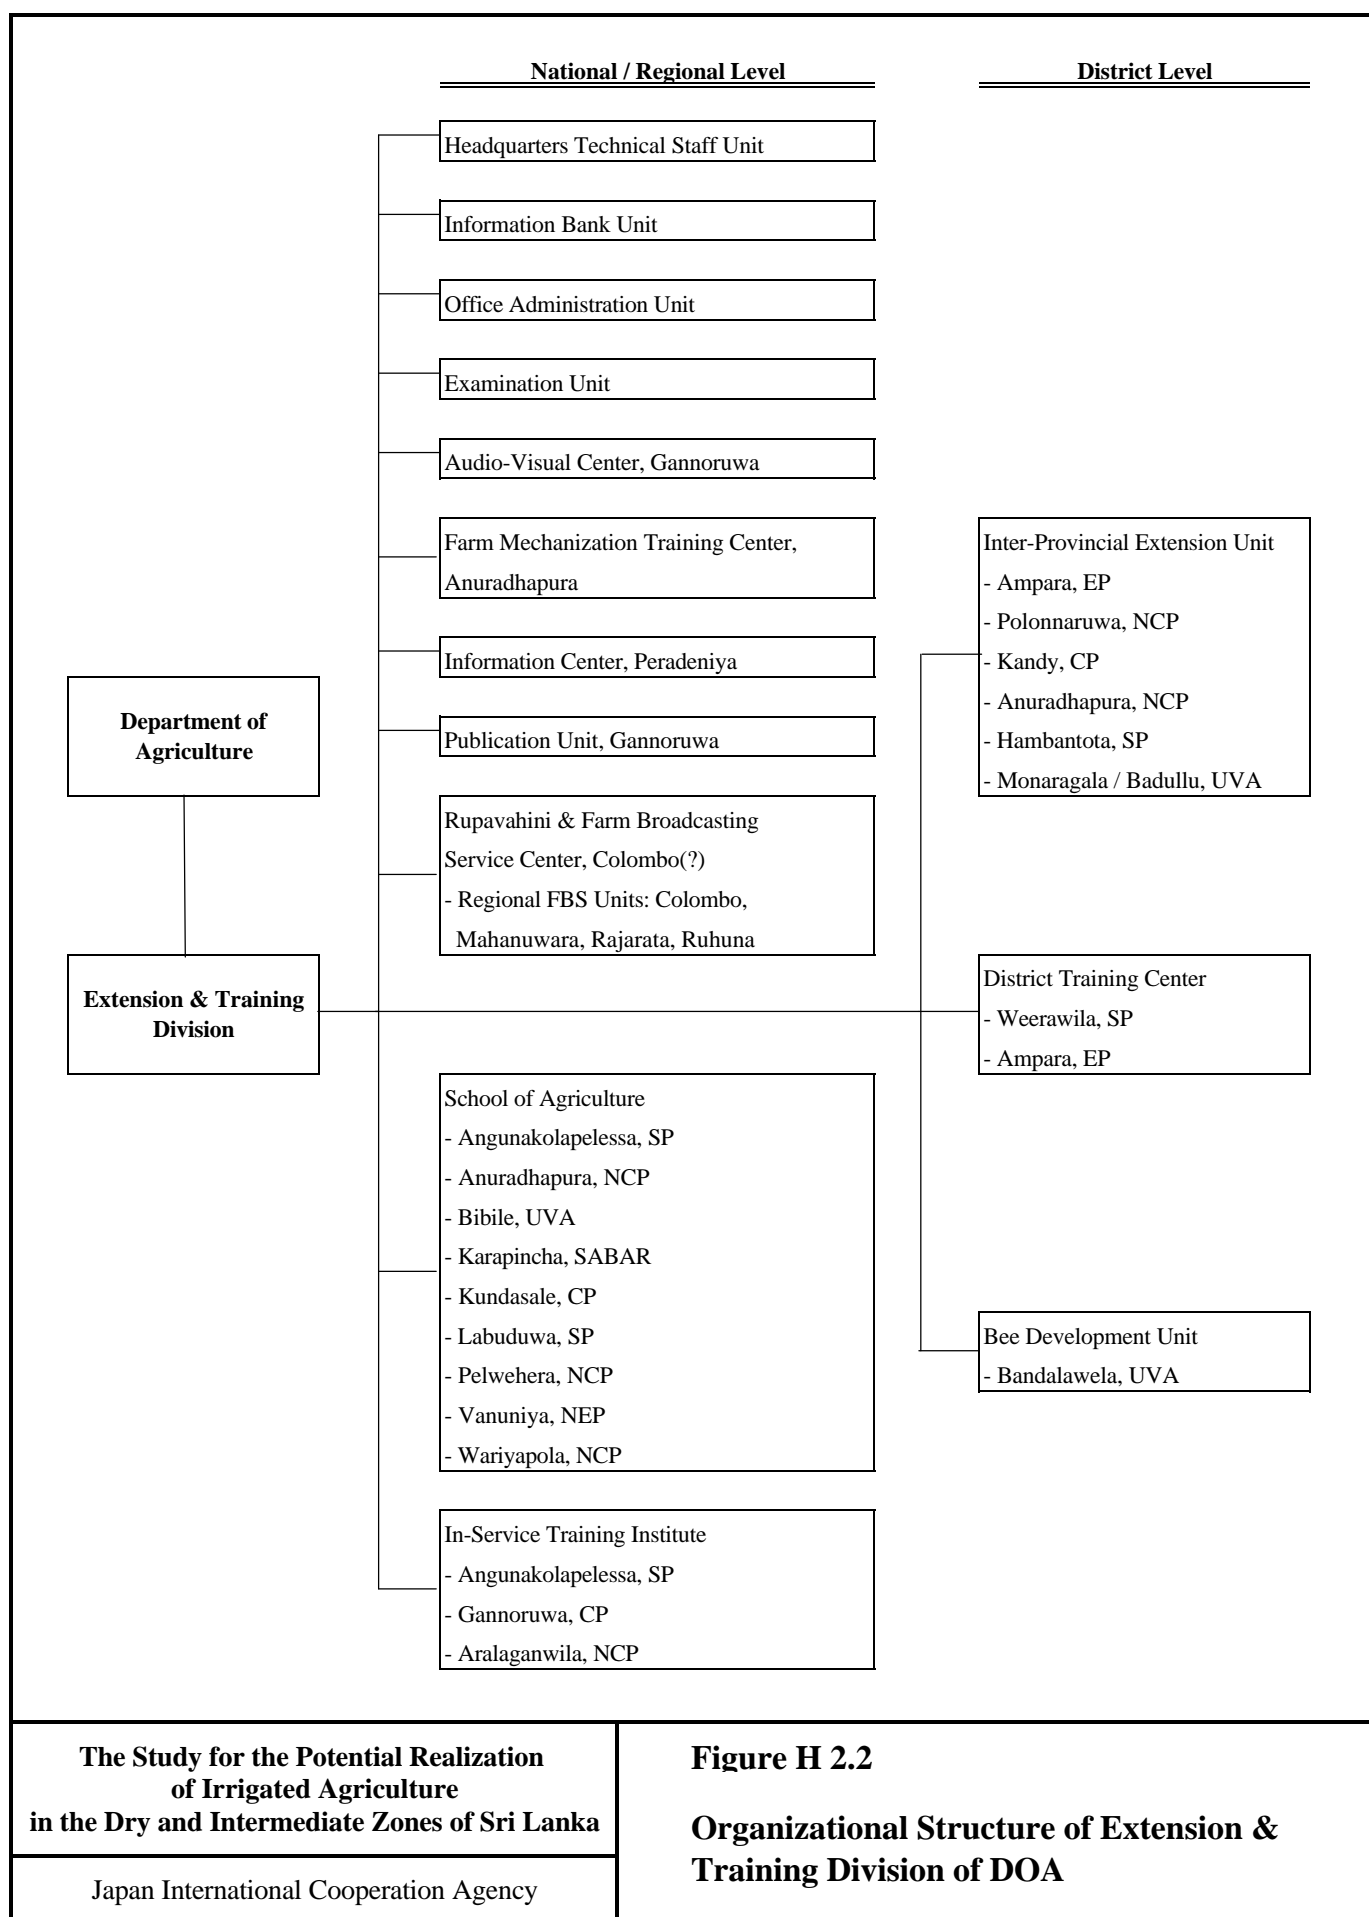 National / Regional Level
District Level
Headquarters Technical Staff Unit
Information Bank Unit
Office Administration Unit
Examination Unit
Audio-Visual Center, Gannoruwa
Farm Mechanization Training Center,
Anuradhapura
Information Center, Peradeniya
Publication Unit, Gannoruwa
Rupavahini & Farm Broadcasting
Service Center, Colombo(?)
- Regional FBS Units: Colombo,
Mahanuwara, Rajarata, Ruhuna
Department of
Agriculture
Extension & Training
Division
School of Agriculture
- Angunakolapelessa, SP
- Anuradhapura, NCP
- Bibile, UVA
- Karapincha, SABAR
- Kundasale, CP
- Labuduwa, SP
- Pelwehera, NCP
- Vanuniya, NEP
- Wariyapola, NCP
In-Service Training Institute
- Angunakolapelessa, SP
- Gannoruwa, CP
- Aralaganwila, NCP
Inter-Provincial Extension Unit
- Ampara, EP
- Polonnaruwa, NCP
- Kandy, CP
- Anuradhapura, NCP
- Hambantota, SP
- Monaragala / Badullu, UVA
District Training Center
- Weerawila, SP
- Ampara, EP
Bee Development Unit
- Bandalawela, UVA
The Study for the Potential Realization
of Irrigated Agriculture
in the Dry and Intermediate Zones of Sri Lanka
Japan International Cooperation Agency
Figure H 2.2
Organizational Structure of Extension &
Training Division of DOA